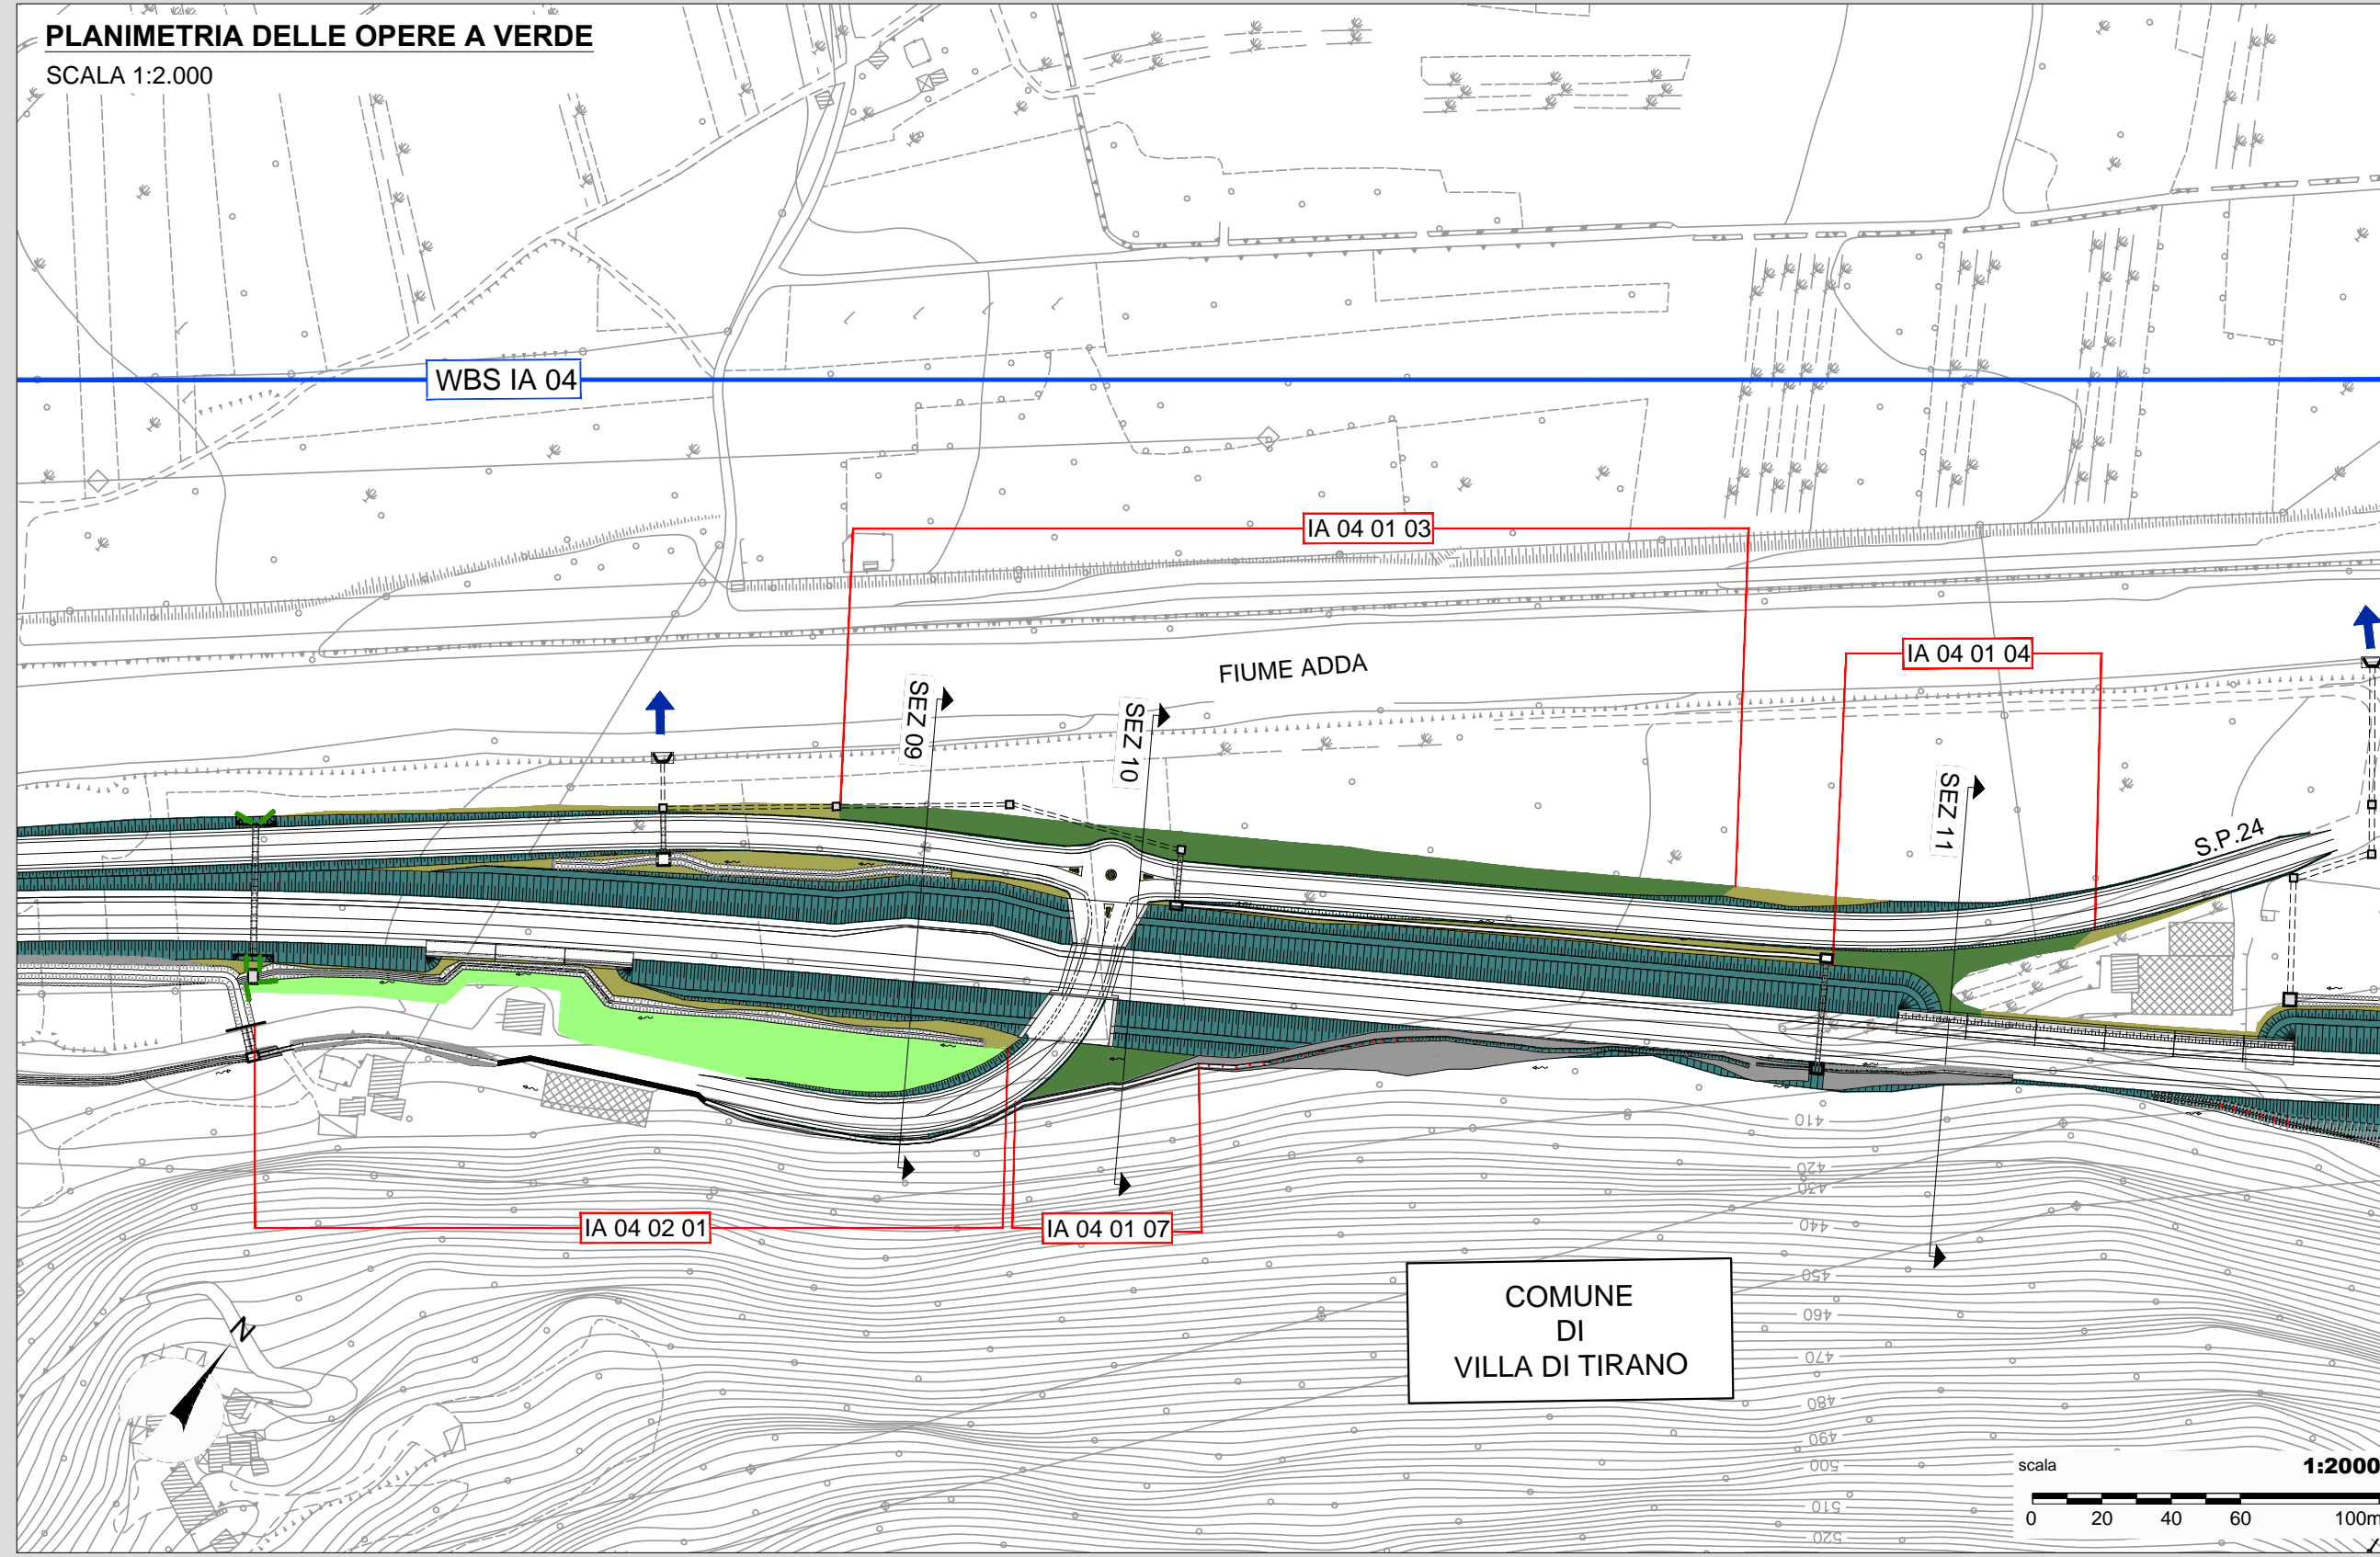 PLANIMETRIA DELLE OPERE A VERDE
SCALA 1:2.000
WBS IA 04
IA 04 01 03
IA 04 01 04
FIUME ADDA
SEZ 09
SEZ 10
SEZ 11
S.P.24
IA 04 02 01
IA 04 01 07
410
420
430
440
450
460
470
480
490
500
510
520
COMUNE
DI
VILLA DI TIRANO
N
scala
1:2000
0 20 40 60 100m